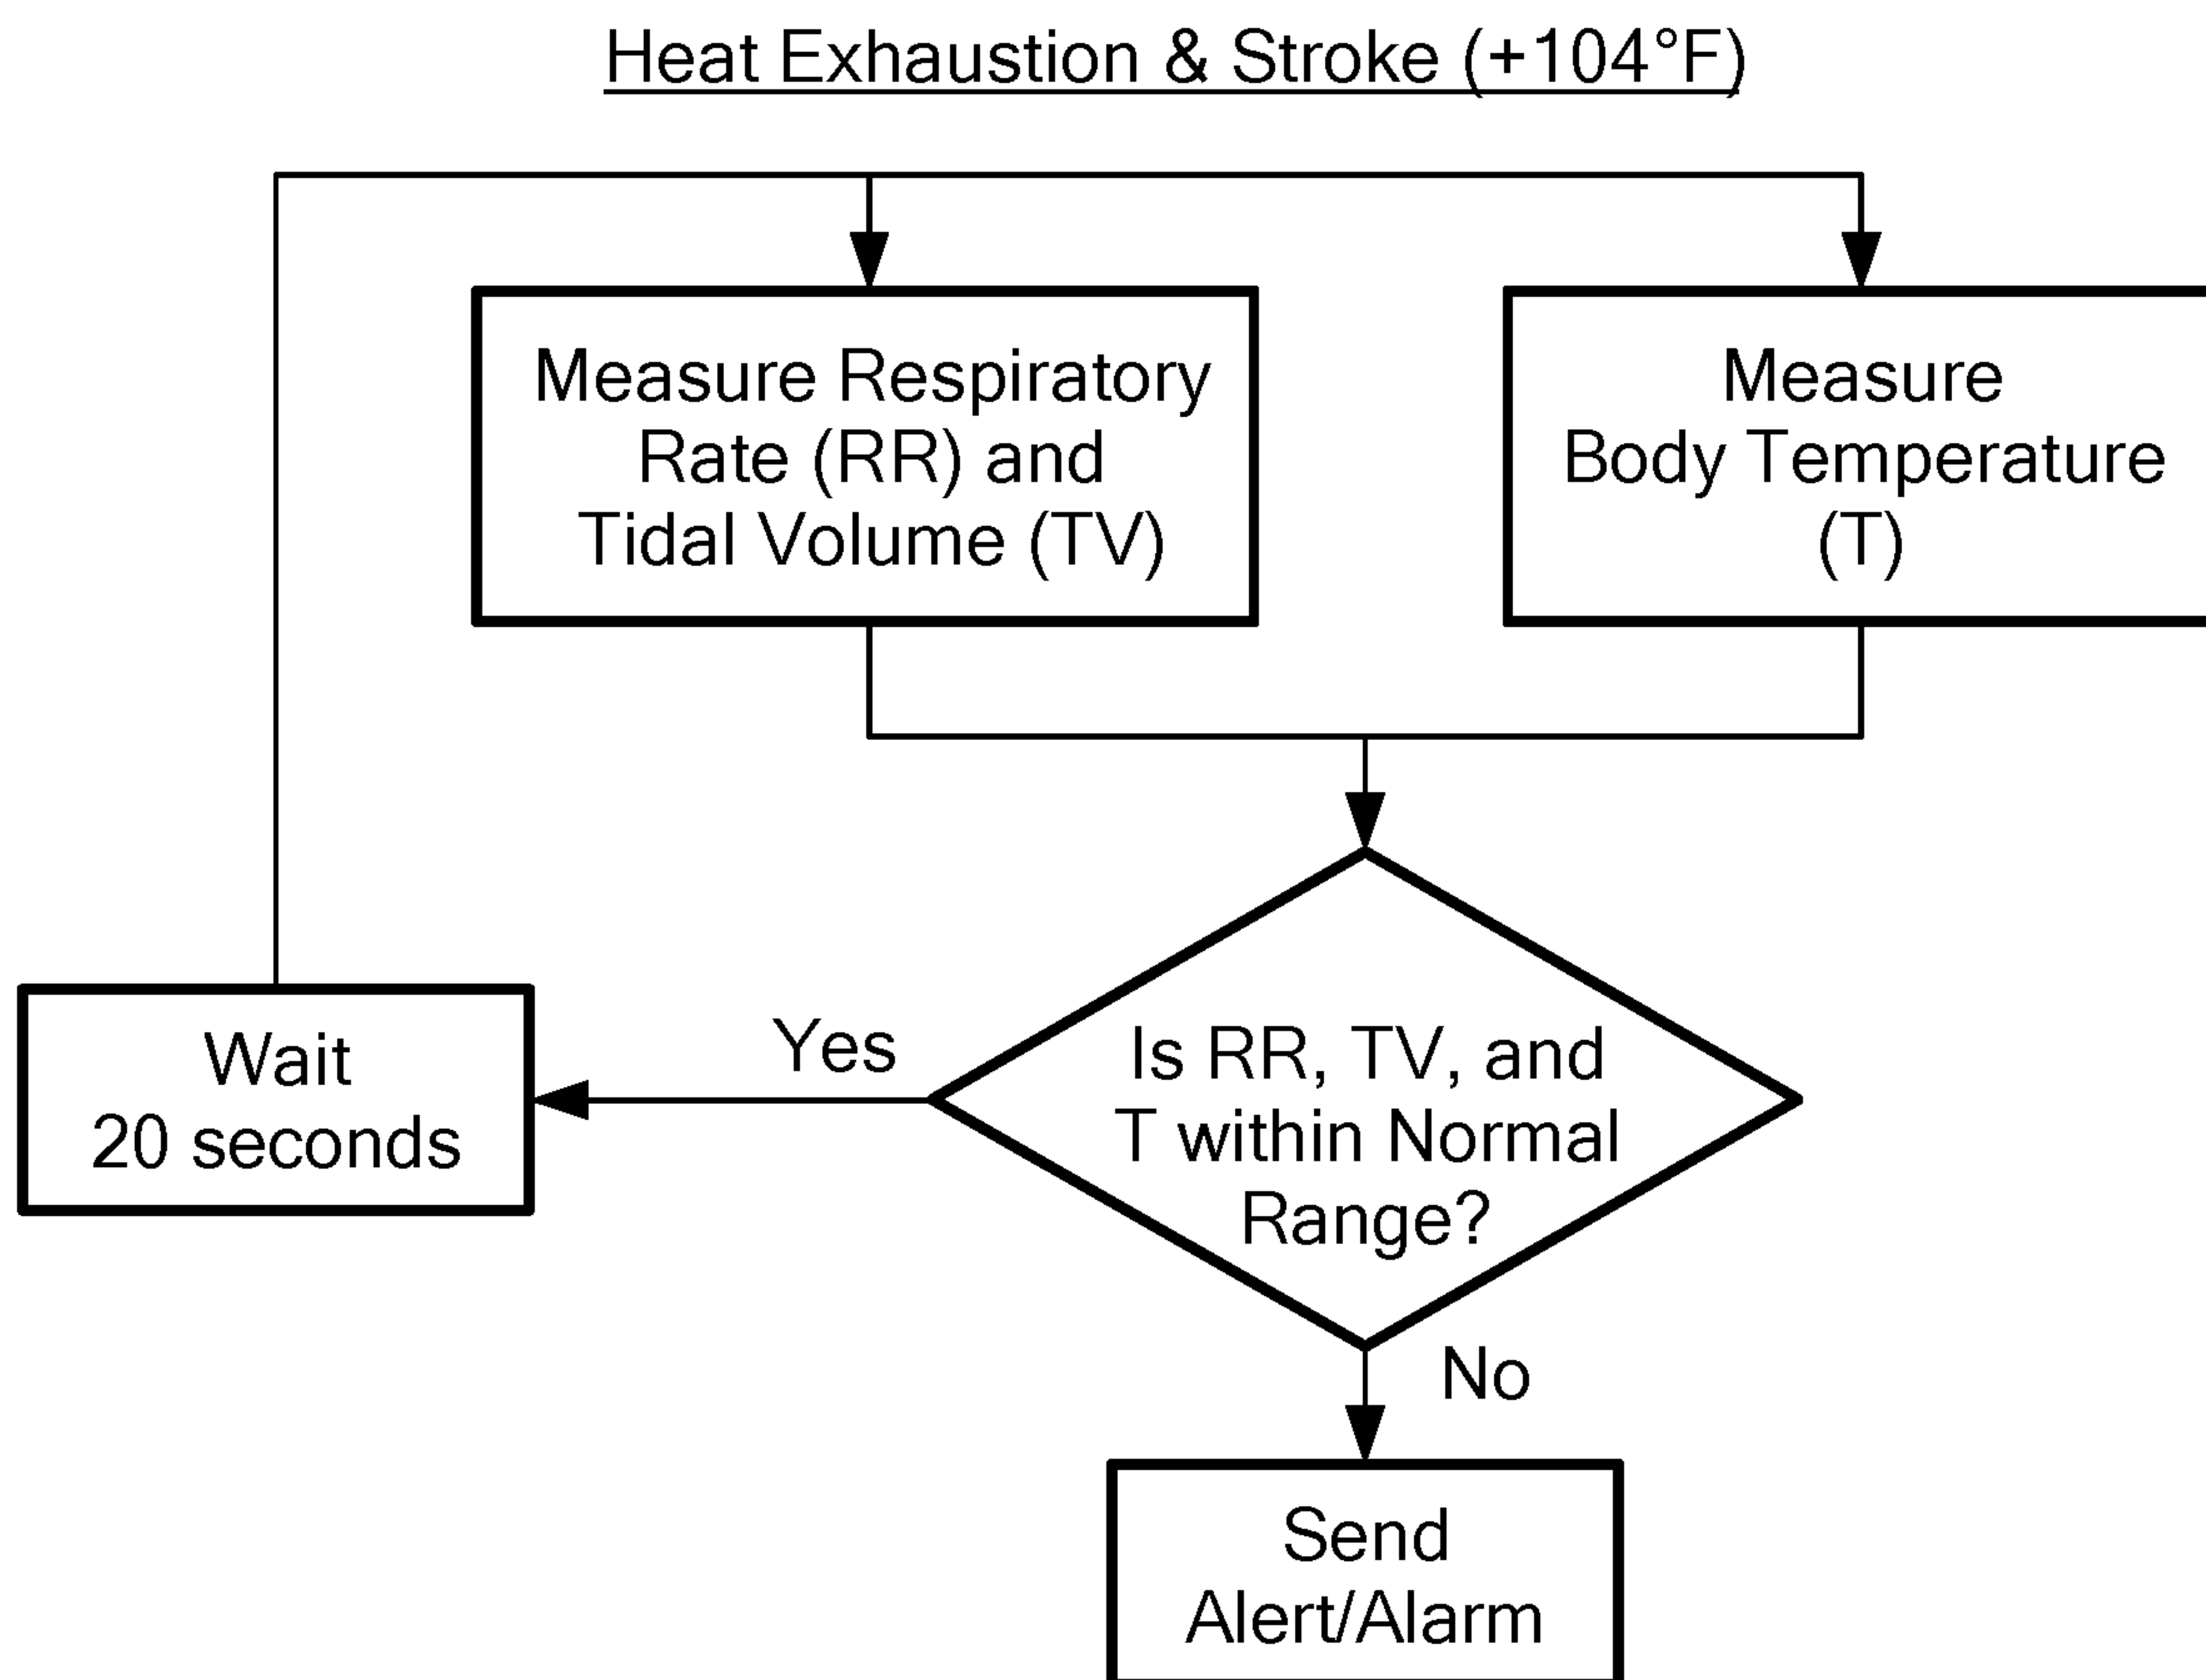 Heat Exhaustion & Stroke (+104°F)
Measure Respiratory
Rate (RR) and
Tidal Volume (TV)
Measure
Body Temperature
(T)
Is RR, TV, and
T within Normal
Range?
Yes
Wait
20 seconds
No
Send
Alert/Alarm